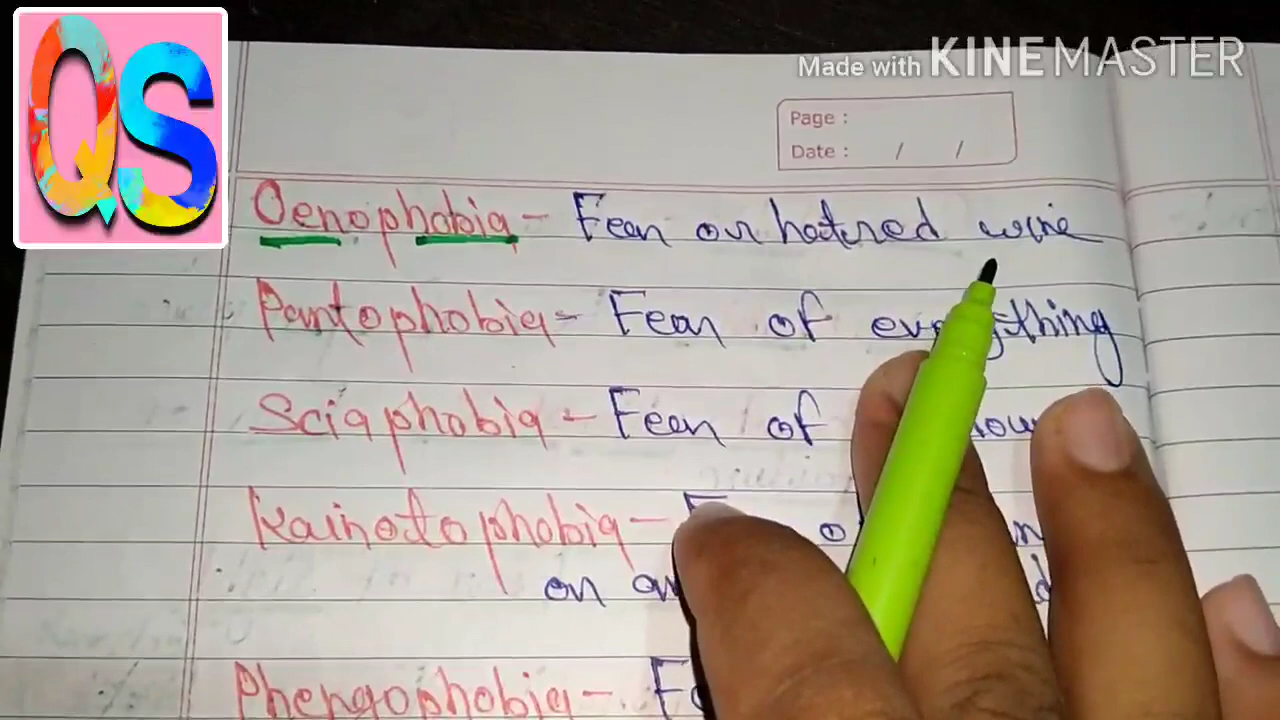 QS
Made with KINEMASTER
Page :
Date : / /
Oenophobia - Fear or hatred wine
Pantophobia - Fear of everything
Sciaphobia - Fear of
Kainotophobia -
or
Phengophobia -